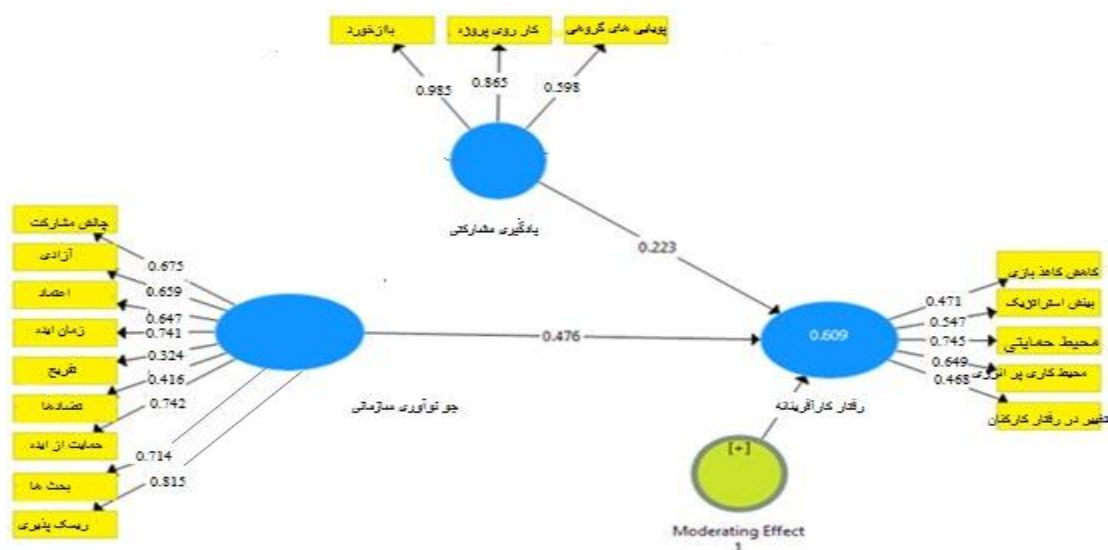 بازخورد
کار روی پروژه
پویایی های گروهی
0.985
0.865
0.598
یادگیری مشارکتی
0.223
چالش مشارکت
آزادی
اعتماد
زمان ایده
تفریح
تضادها
حمایت از ایده
بحث ها
ریسک پذیری
0.675
0.659
0.647
0.741
0.324
0.416
0.742
0.714
0.815
جو نوآوری سازمانی
0.476
0.609
رفتار کارآفرینانه
کاهش کاهذ بازی
بینش استراتژیک
محیط حمایتی
محیط کاری پر انرژی
تغییر در رفتار کارکنان
0.471
0.547
0.745
0.649
0.468
[+]
Moderating Effect
1